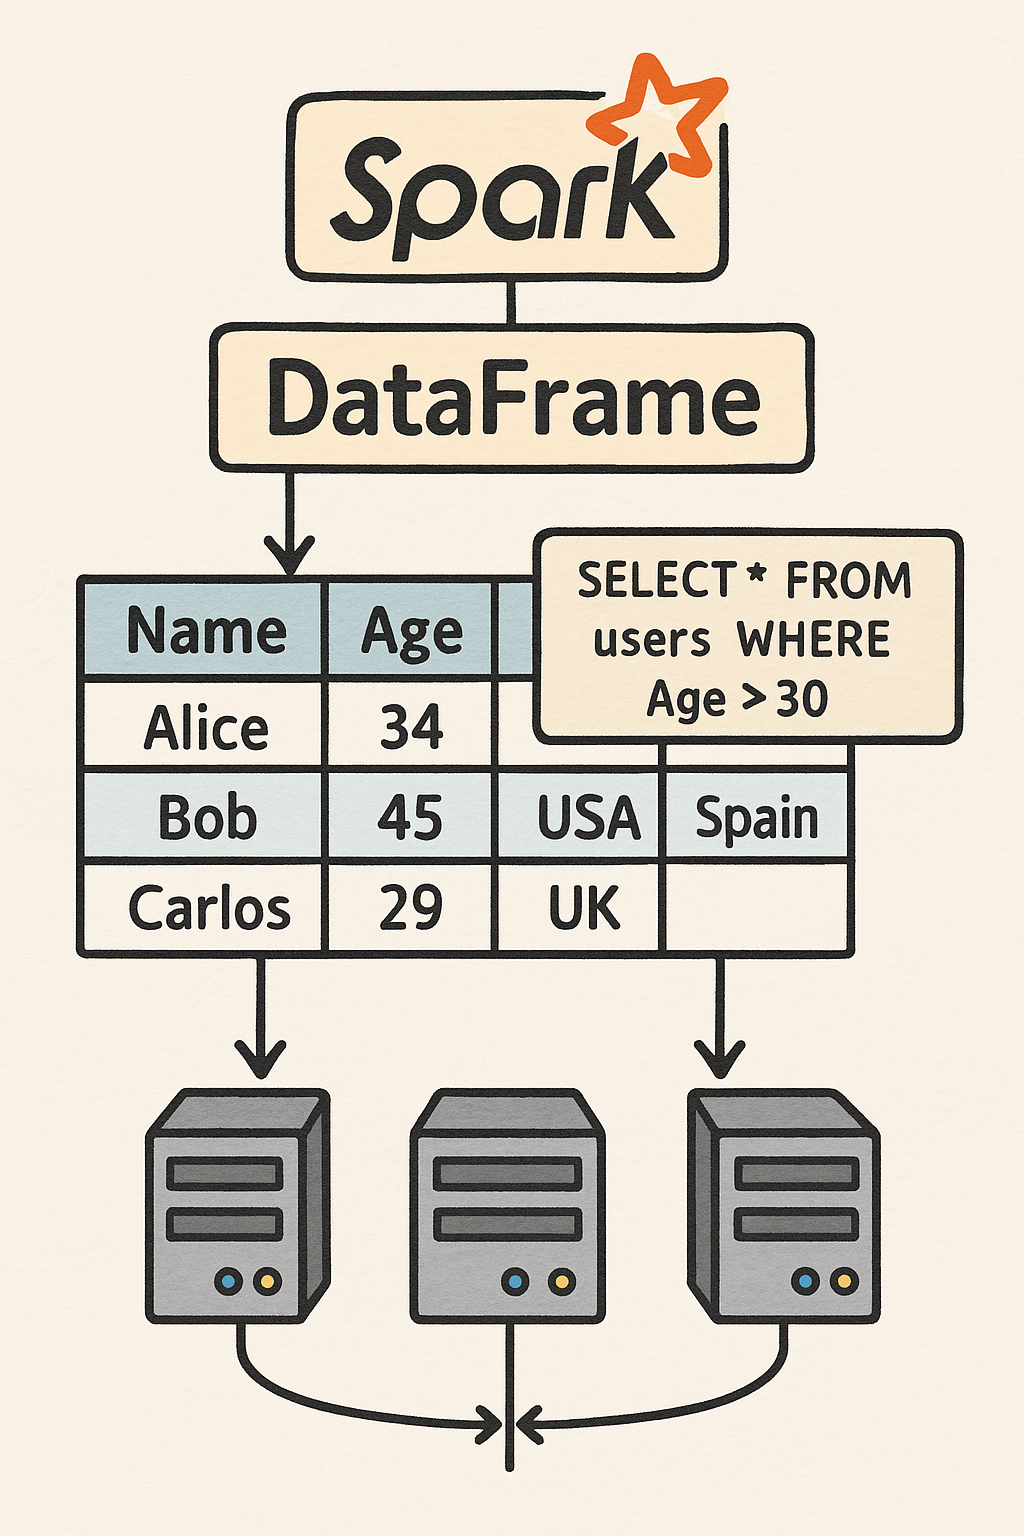 Spark
DataFrame
SELECT * FROM
users WHERE
Age > 30
Name Age
Alice 34
Bob 45 USA Spain
Carlos 29 UK